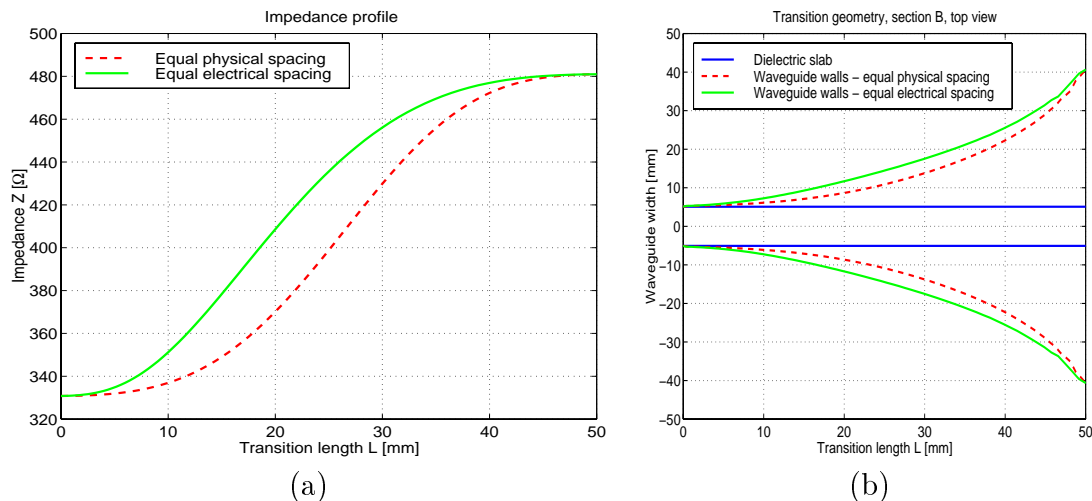 Impedance profile
500
480
460
440
420
400
380
360
340
320
Impedance Z [Ω]
Equal physical spacing
Equal electrical spacing
0
10
20
30
40
50
Transition length L [mm]
(a)
Transition geometry, section B, top view
50
40
30
20
10
0
−10
−20
−30
−40
−50
Waveguide width [mm]
Dielectric slab
Waveguide walls − equal physical spacing
Waveguide walls − equal electrical spacing
0
10
20
30
40
50
Transition length L [mm]
(b)